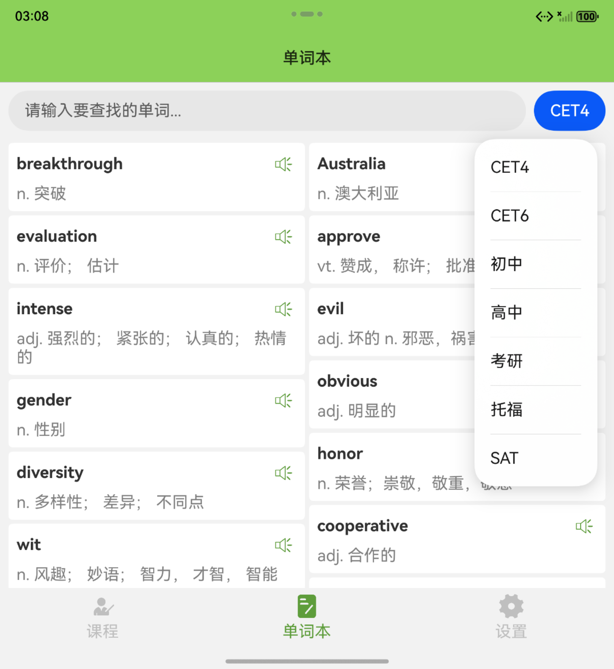 03:08
100
单词本
请输入要查找的单词...
CET4
CET4
CET6
初中
高中
考研
托福
SAT
breakthrough
n. 突破
evaluation
n. 评价； 估计
intense
adj. 强烈的； 紧张的； 认真的； 热情
的
gender
n. 性别
diversity
n. 多样性； 差异； 不同点
wit
n. 风趣； 妙语； 智力， 才智， 智能
Australia
n. 澳大利亚
approve
vt. 赞成， 称许； 批准
evil
adj. 坏的 n. 邪恶，祸害
obvious
adj. 明显的
honor
n. 荣誉；崇敬，敬重，
cooperative
adj. 合作的
课程
单词本
设置